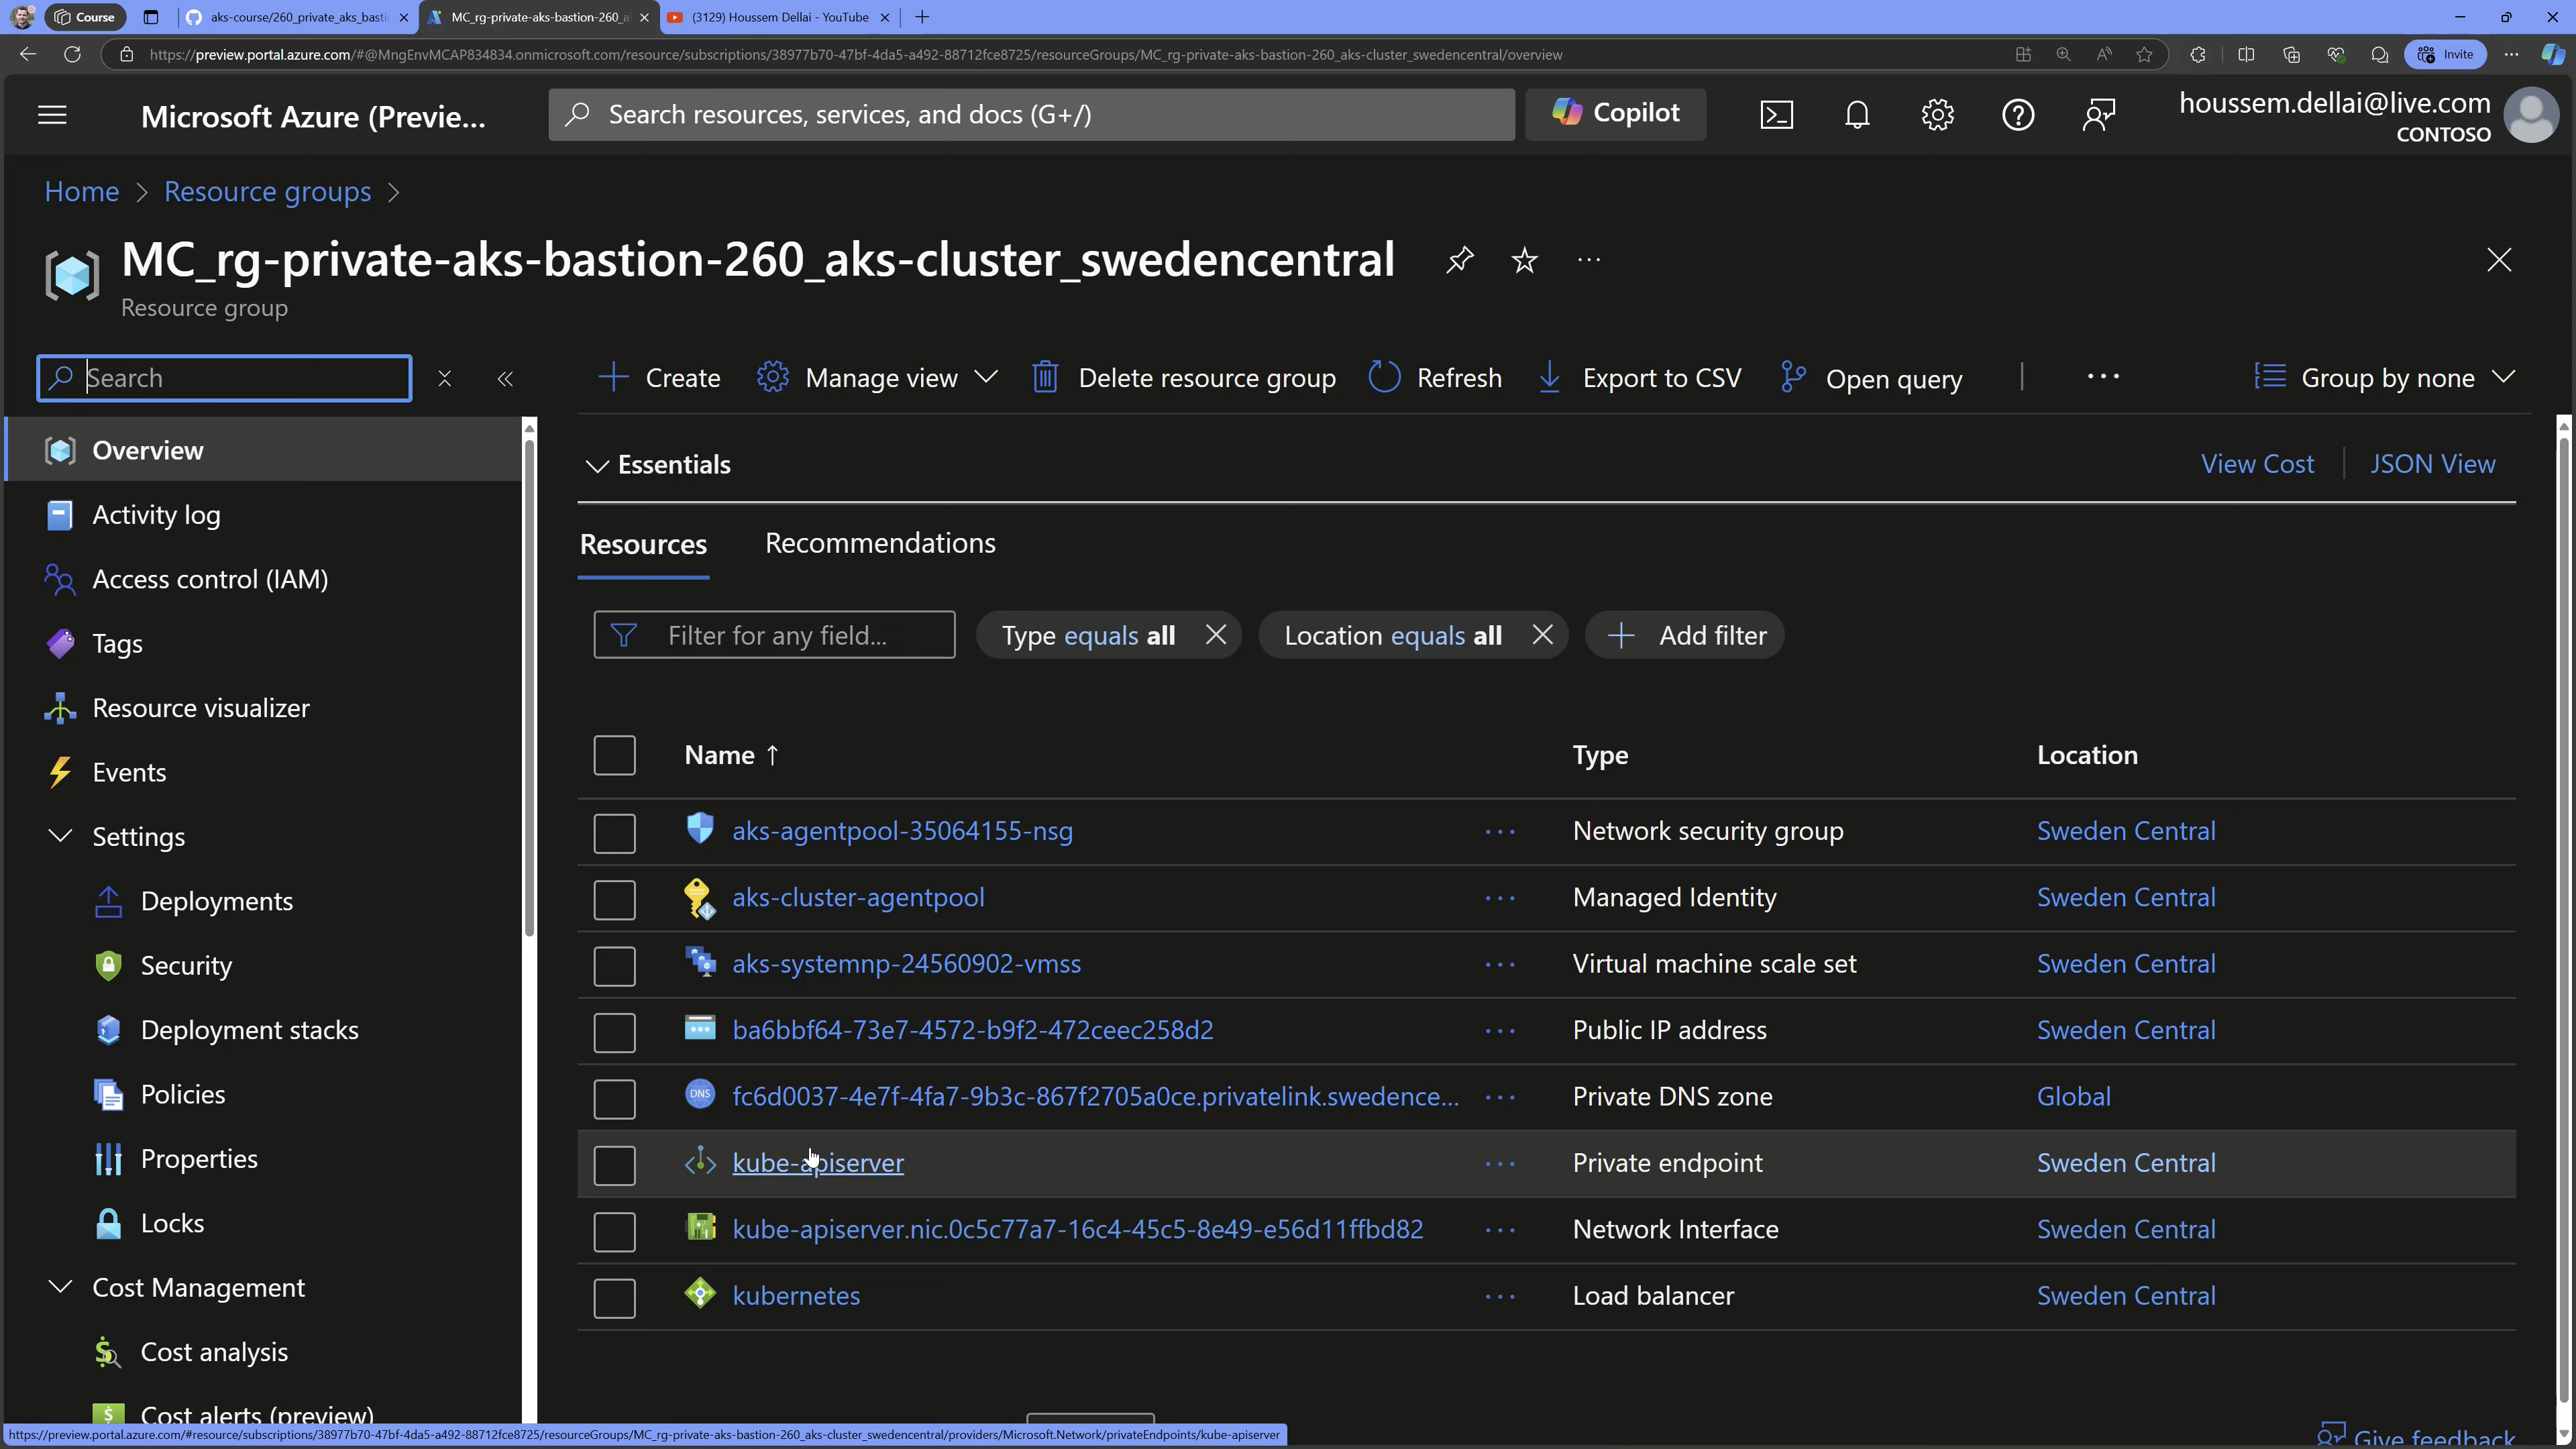 Course
aks-course/260_private_aks_basti
MC_rg-private-aks-bastion-260_a
(3129) Houssem Dellai - YouTube
https://preview.portal.azure.com/#@MngEnvMCAP834834.onmicrosoft.com/resource/subscriptions/38977b70-47bf-4da5-a492-88712fce8725/resourceGroups/MC_rg-private-aks-bastion-260_aks-cluster_swedencentral/overview
Invite
Microsoft Azure (Previe...
Search resources, services, and docs (G+/)
Copilot
houssem.dellai@live.com
CONTOSO
Home > Resource groups >
MC_rg-private-aks-bastion-260_aks-cluster_swedencentral
Resource group
Search
Create
Manage view
Delete resource group
Refresh
Export to CSV
Open query
Group by none
Overview
Activity log
Access control (IAM)
Tags
Resource visualizer
Events
Settings
Deployments
Security
Deployment stacks
Policies
Properties
Locks
Cost Management
Cost analysis
Cost alerts (preview)
Essentials
View Cost
JSON View
Resources
Recommendations
Filter for any field...
Type equals all
Location equals all
Add filter
Name ↑ Type Location
aks-agentpool-35064155-nsg ... Network security group Sweden Central
aks-cluster-agentpool ... Managed Identity Sweden Central
aks-systemnp-24560902-vmss ... Virtual machine scale set Sweden Central
ba6bbf64-73e7-4572-b9f2-472ceec258d2 ... Public IP address Sweden Central
DNS fc6d0037-4e7f-4fa7-9b3c-867f2705a0ce.privatelink.swedence... ... Private DNS zone Global
kube-apiserver ... Private endpoint Sweden Central
kube-apiserver.nic.0c5c77a7-16c4-45c5-8e49-e56d11ffbd82 ... Network Interface Sweden Central
kubernetes ... Load balancer Sweden Central
Give feedback
https://preview.portal.azure.com/#resource/subscriptions/38977b70-47bf-4da5-a492-88712fce8725/resourceGroups/MC_rg-private-aks-bastion-260_aks-cluster_swedencentral/providers/Microsoft.Network/privateEndpoints/kube-apiserver